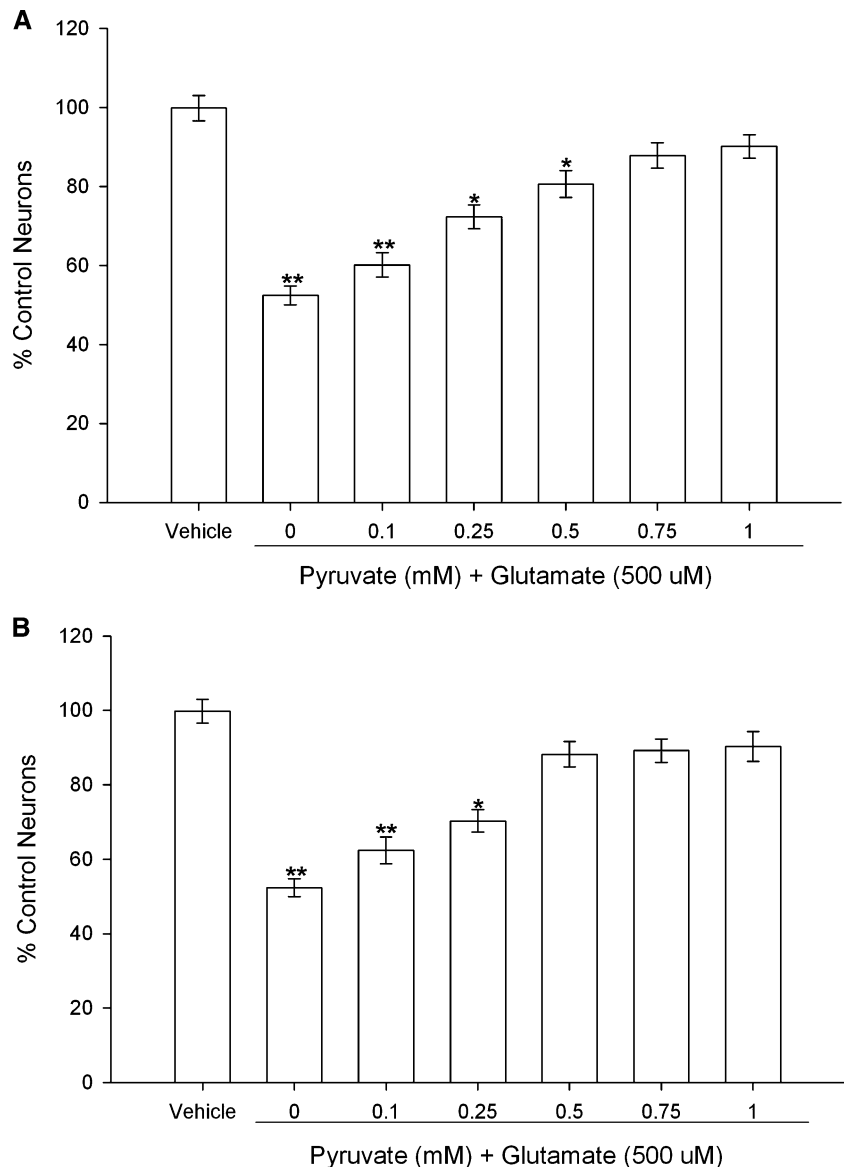 A
120
100
80
60
40
20
0
% Control Neurons
** ** * *
Vehicle 0 0.1 0.25 0.5 0.75 1
Pyruvate (mM) + Glutamate (500 uM)
B
120
100
80
60
40
20
0
% Control Neurons
** ** *
Vehicle 0 0.1 0.25 0.5 0.75 1
Pyruvate (mM) + Glutamate (500 uM)